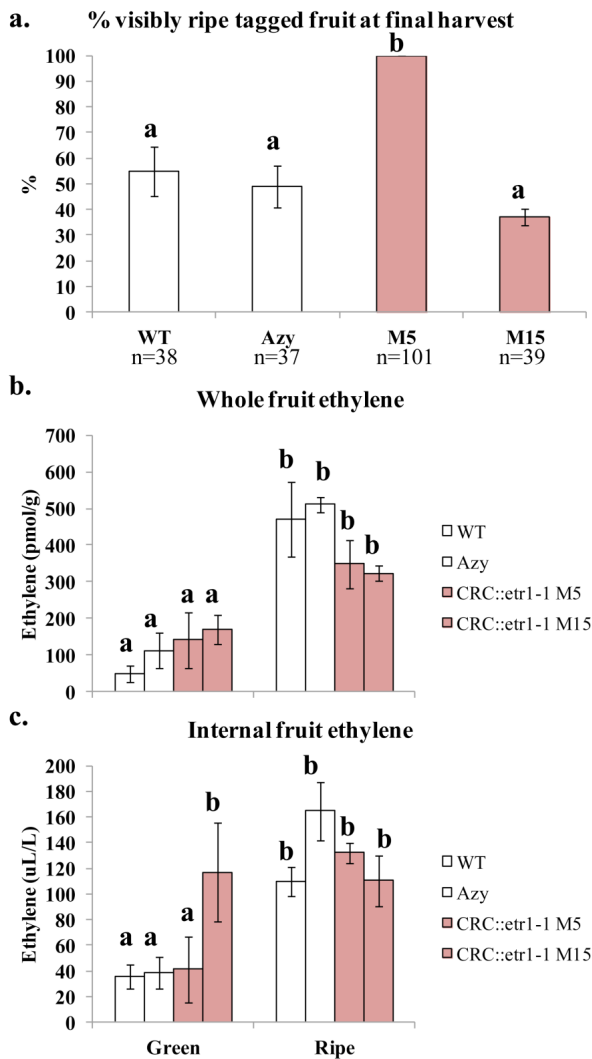 a. % visibly ripe tagged fruit at final harvest
b
100
90
80
70
60
50
40
30
20
10
0
%
a
a
a
WT
Azy
M5
M15
n=38
n=37
n=101
n=39
b.
Whole fruit ethylene
700
600
500
400
300
200
100
0
Ethylene (pmol/g)
a
a
a
a
b
b
b
b
WT
Azy
CRC::etr1-1 M5
CRC::etr1-1 M15
c.
Internal fruit ethylene
200
180
160
140
120
100
80
60
40
20
0
Ethylene (uL/L)
a
a
a
b
b
b
b
b
WT
Azy
CRC::etr1-1 M5
CRC::etr1-1 M15
Green
Ripe